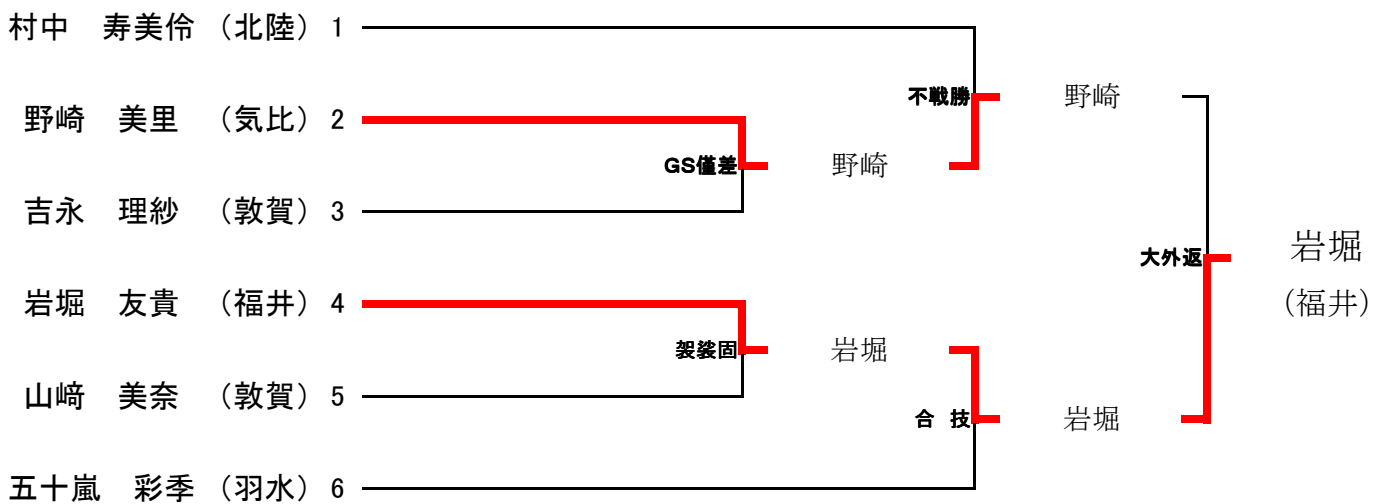 村中　寿美伶 （北陸） 1
不戦勝
野崎
野崎　美里　（気比） 2
GS僅差
野崎
吉永　理紗　（敦賀） 3
大外返
岩堀
（福井）
岩堀　友貴　（福井） 4
袈裟固
岩堀
山﨑　美奈　（敦賀） 5
合 技
岩堀
五十嵐　彩季 （羽水） 6